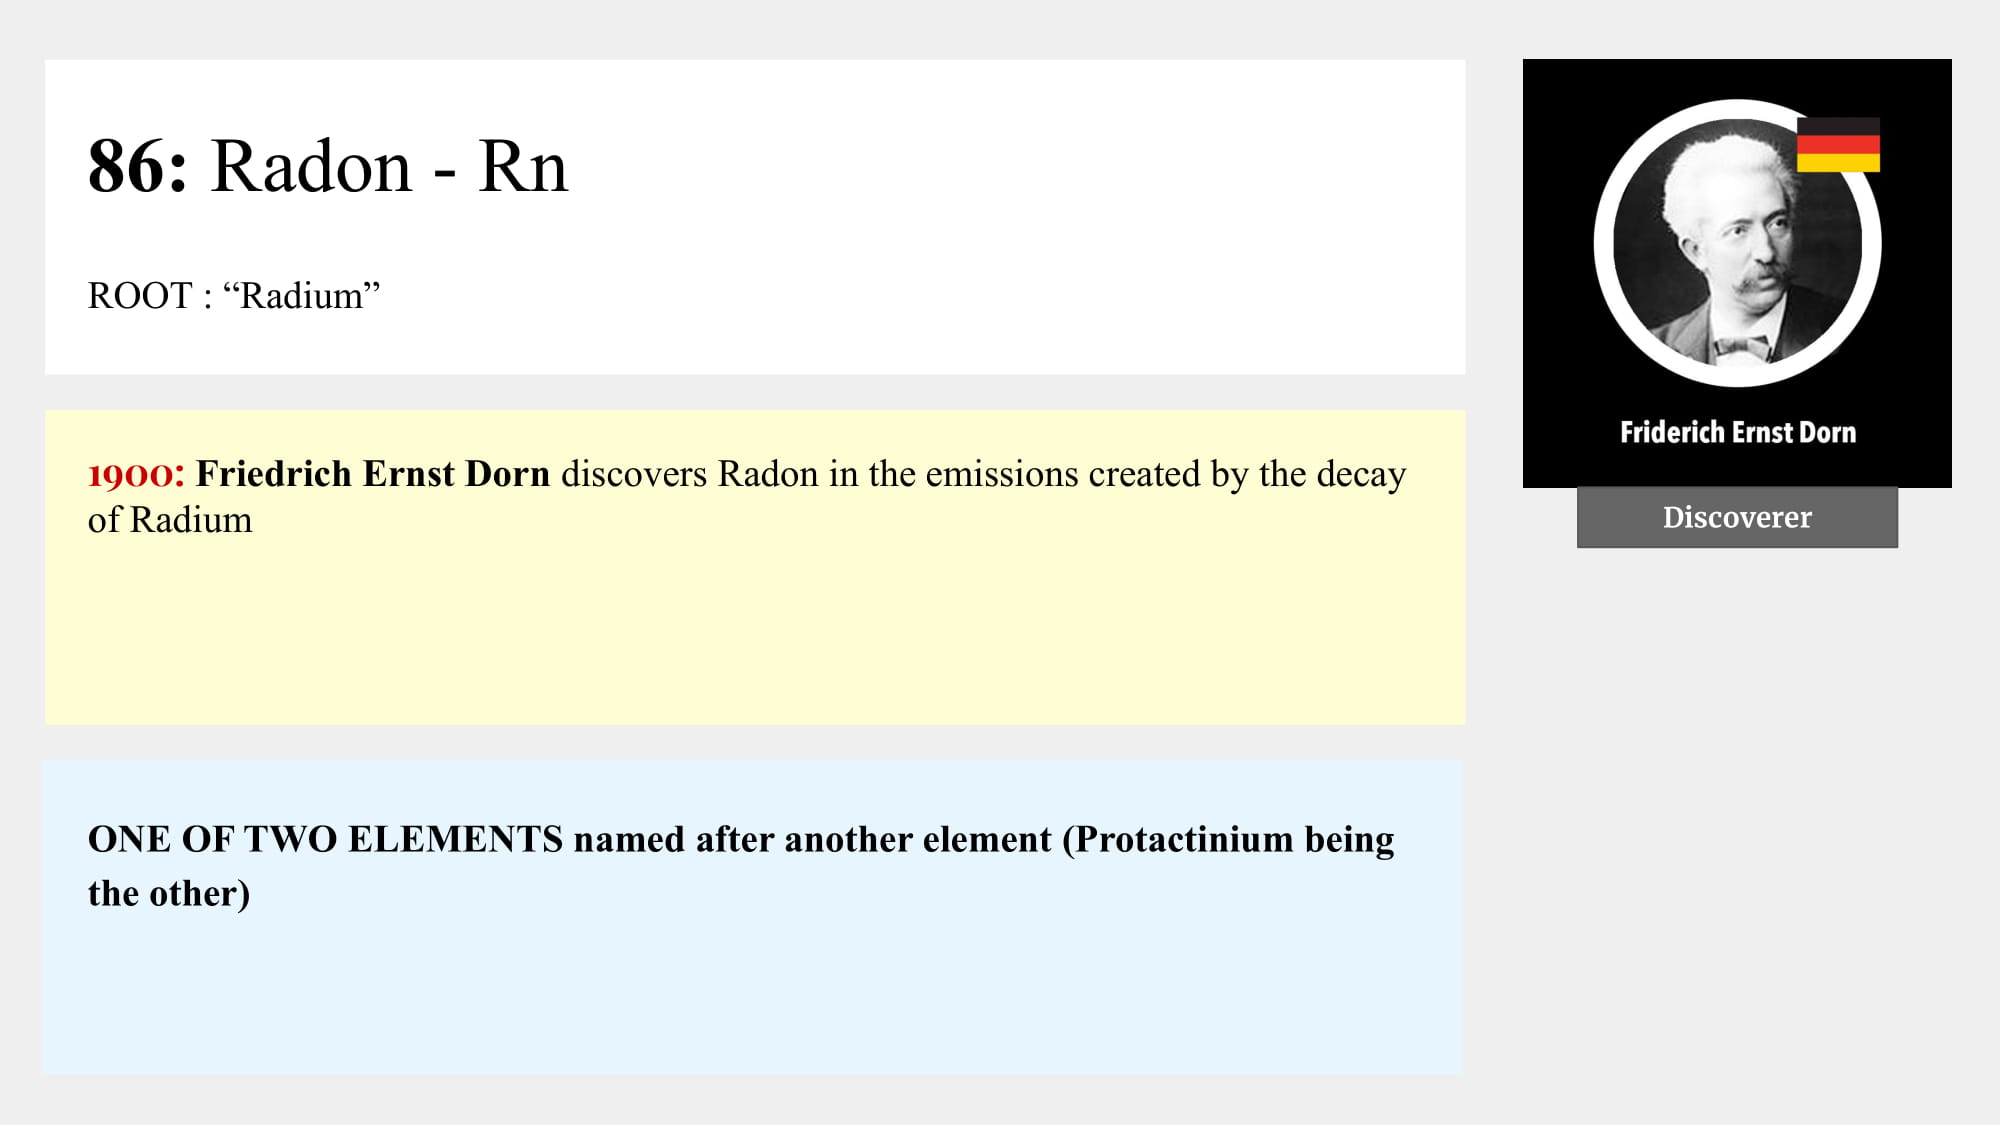 86: Radon - Rn
ROOT : “Radium”
1900: Friedrich Ernst Dorn discovers Radon in the emissions created by the decay
of Radium
ONE OF TWO ELEMENTS named after another element (Protactinium being
the other)
Friderich Ernst Dorn
Discoverer